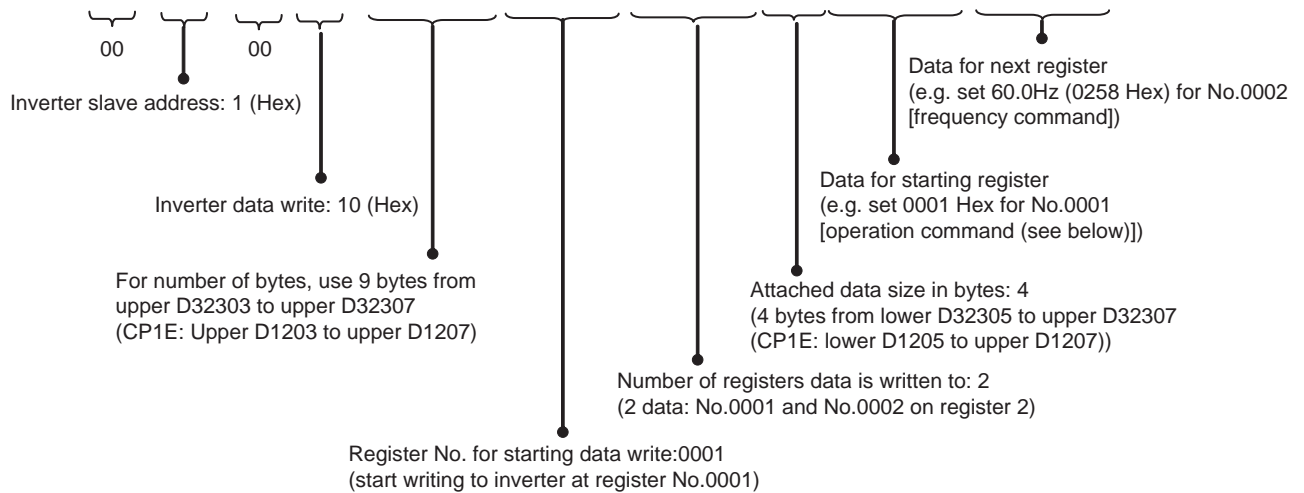 00
00
Inverter slave address: 1 (Hex)
Data for next register
(e.g. set 60.0Hz (0258 Hex) for No.0002
[frequency command])
Inverter data write: 10 (Hex)
Data for starting register
(e.g. set 0001 Hex for No.0001
[operation command (see below)])
For number of bytes, use 9 bytes from
upper D32303 to upper D32307
(CP1E: Upper D1203 to upper D1207)
Attached data size in bytes: 4
(4 bytes from lower D32305 to upper D32307
(CP1E: lower D1205 to upper D1207))
Number of registers data is written to: 2
(2 data: No.0001 and No.0002 on register 2)
Register No. for starting data write:0001
(start writing to inverter at register No.0001)